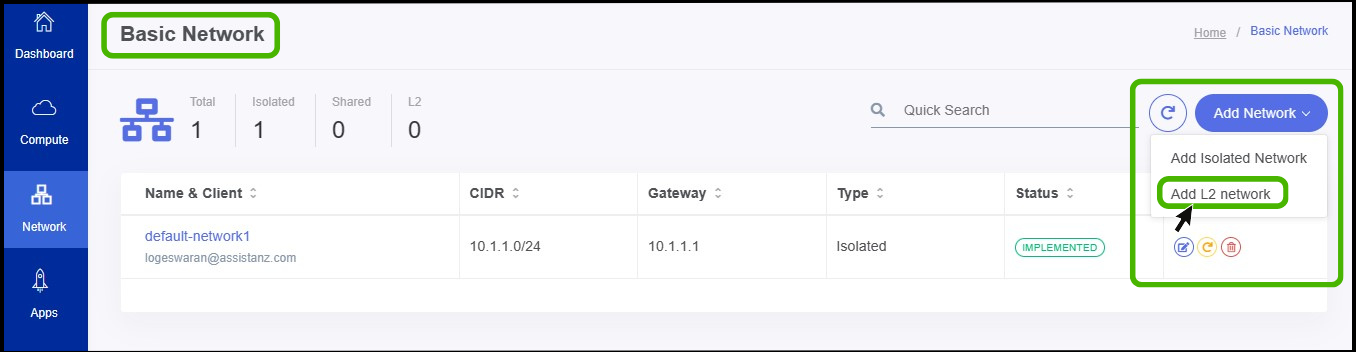 Dashboard
Compute
Network
Apps
Basic Network
Home / Basic Network
Total Isolated Shared L2
1 1 0 0
Quick Search
Add Network
Add Isolated Network
Add L2 network
Name & Client CIDR Gateway Type Status
default-network1
logeswaran@assistanz.com
10.1.1.0/24 10.1.1.1 Isolated IMPLEMENTED